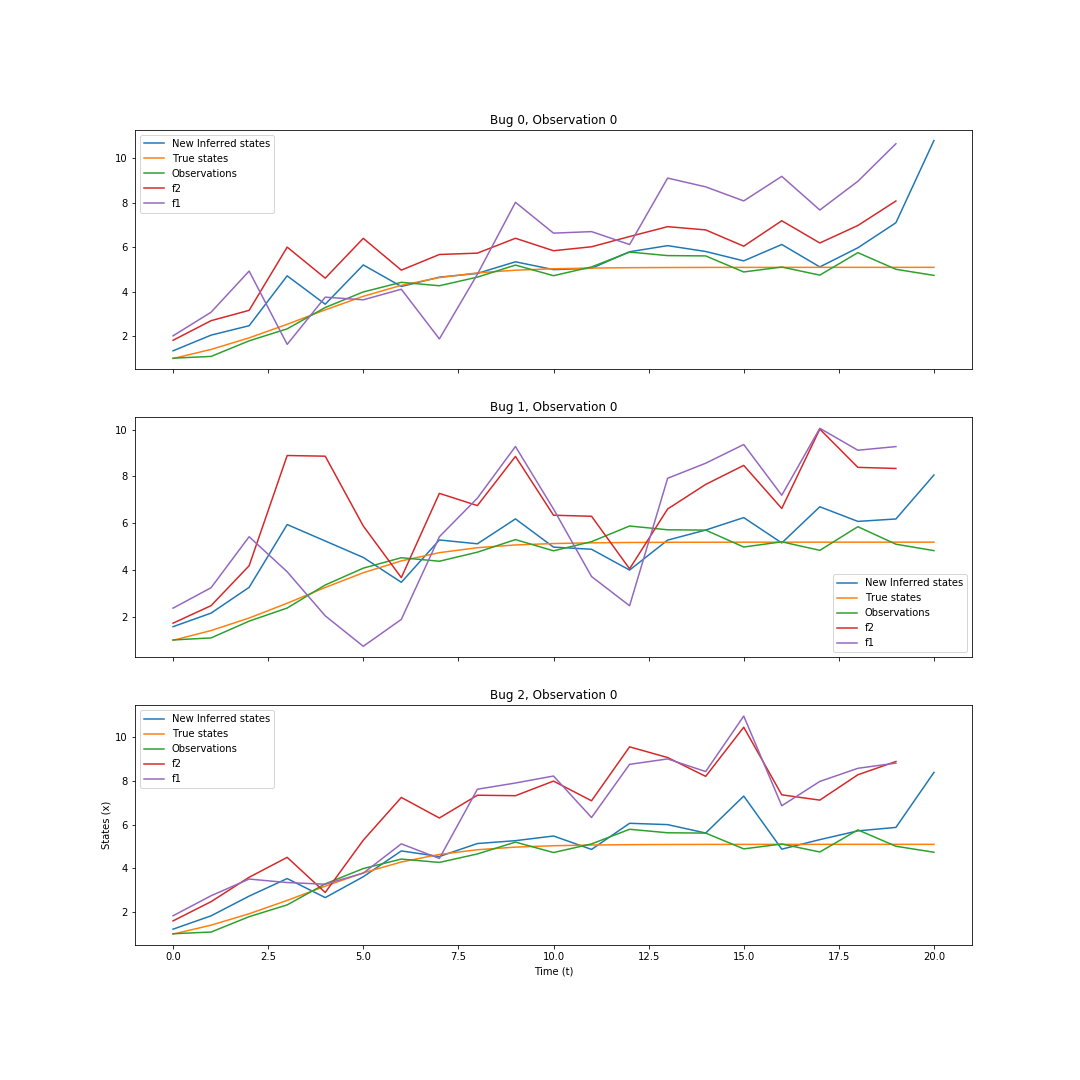 Bug 0, Observation 0
New Inferred states
True states
Observations
f2
f1
10
8
6
4
2
Bug 1, Observation 0
10
8
6
4
2
New Inferred states
True states
Observations
f2
f1
Bug 2, Observation 0
New Inferred states
True states
Observations
f2
f1
10
8
6
4
2
States (x)
0.0 2.5 5.0 7.5 10.0 12.5 15.0 17.5 20.0
Time (t)